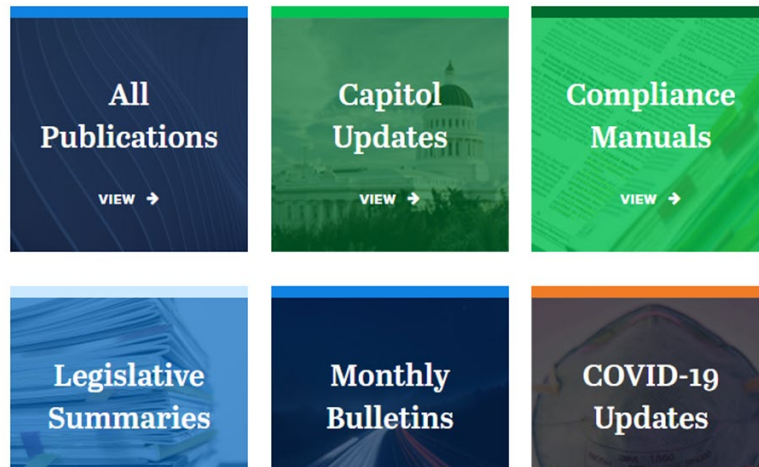 All
Publications
VIEW →
Capitol
Updates
VIEW →
Compliance
Manuals
VIEW →
Legislative
Summaries
Monthly
Bulletins
COVID-19
Updates